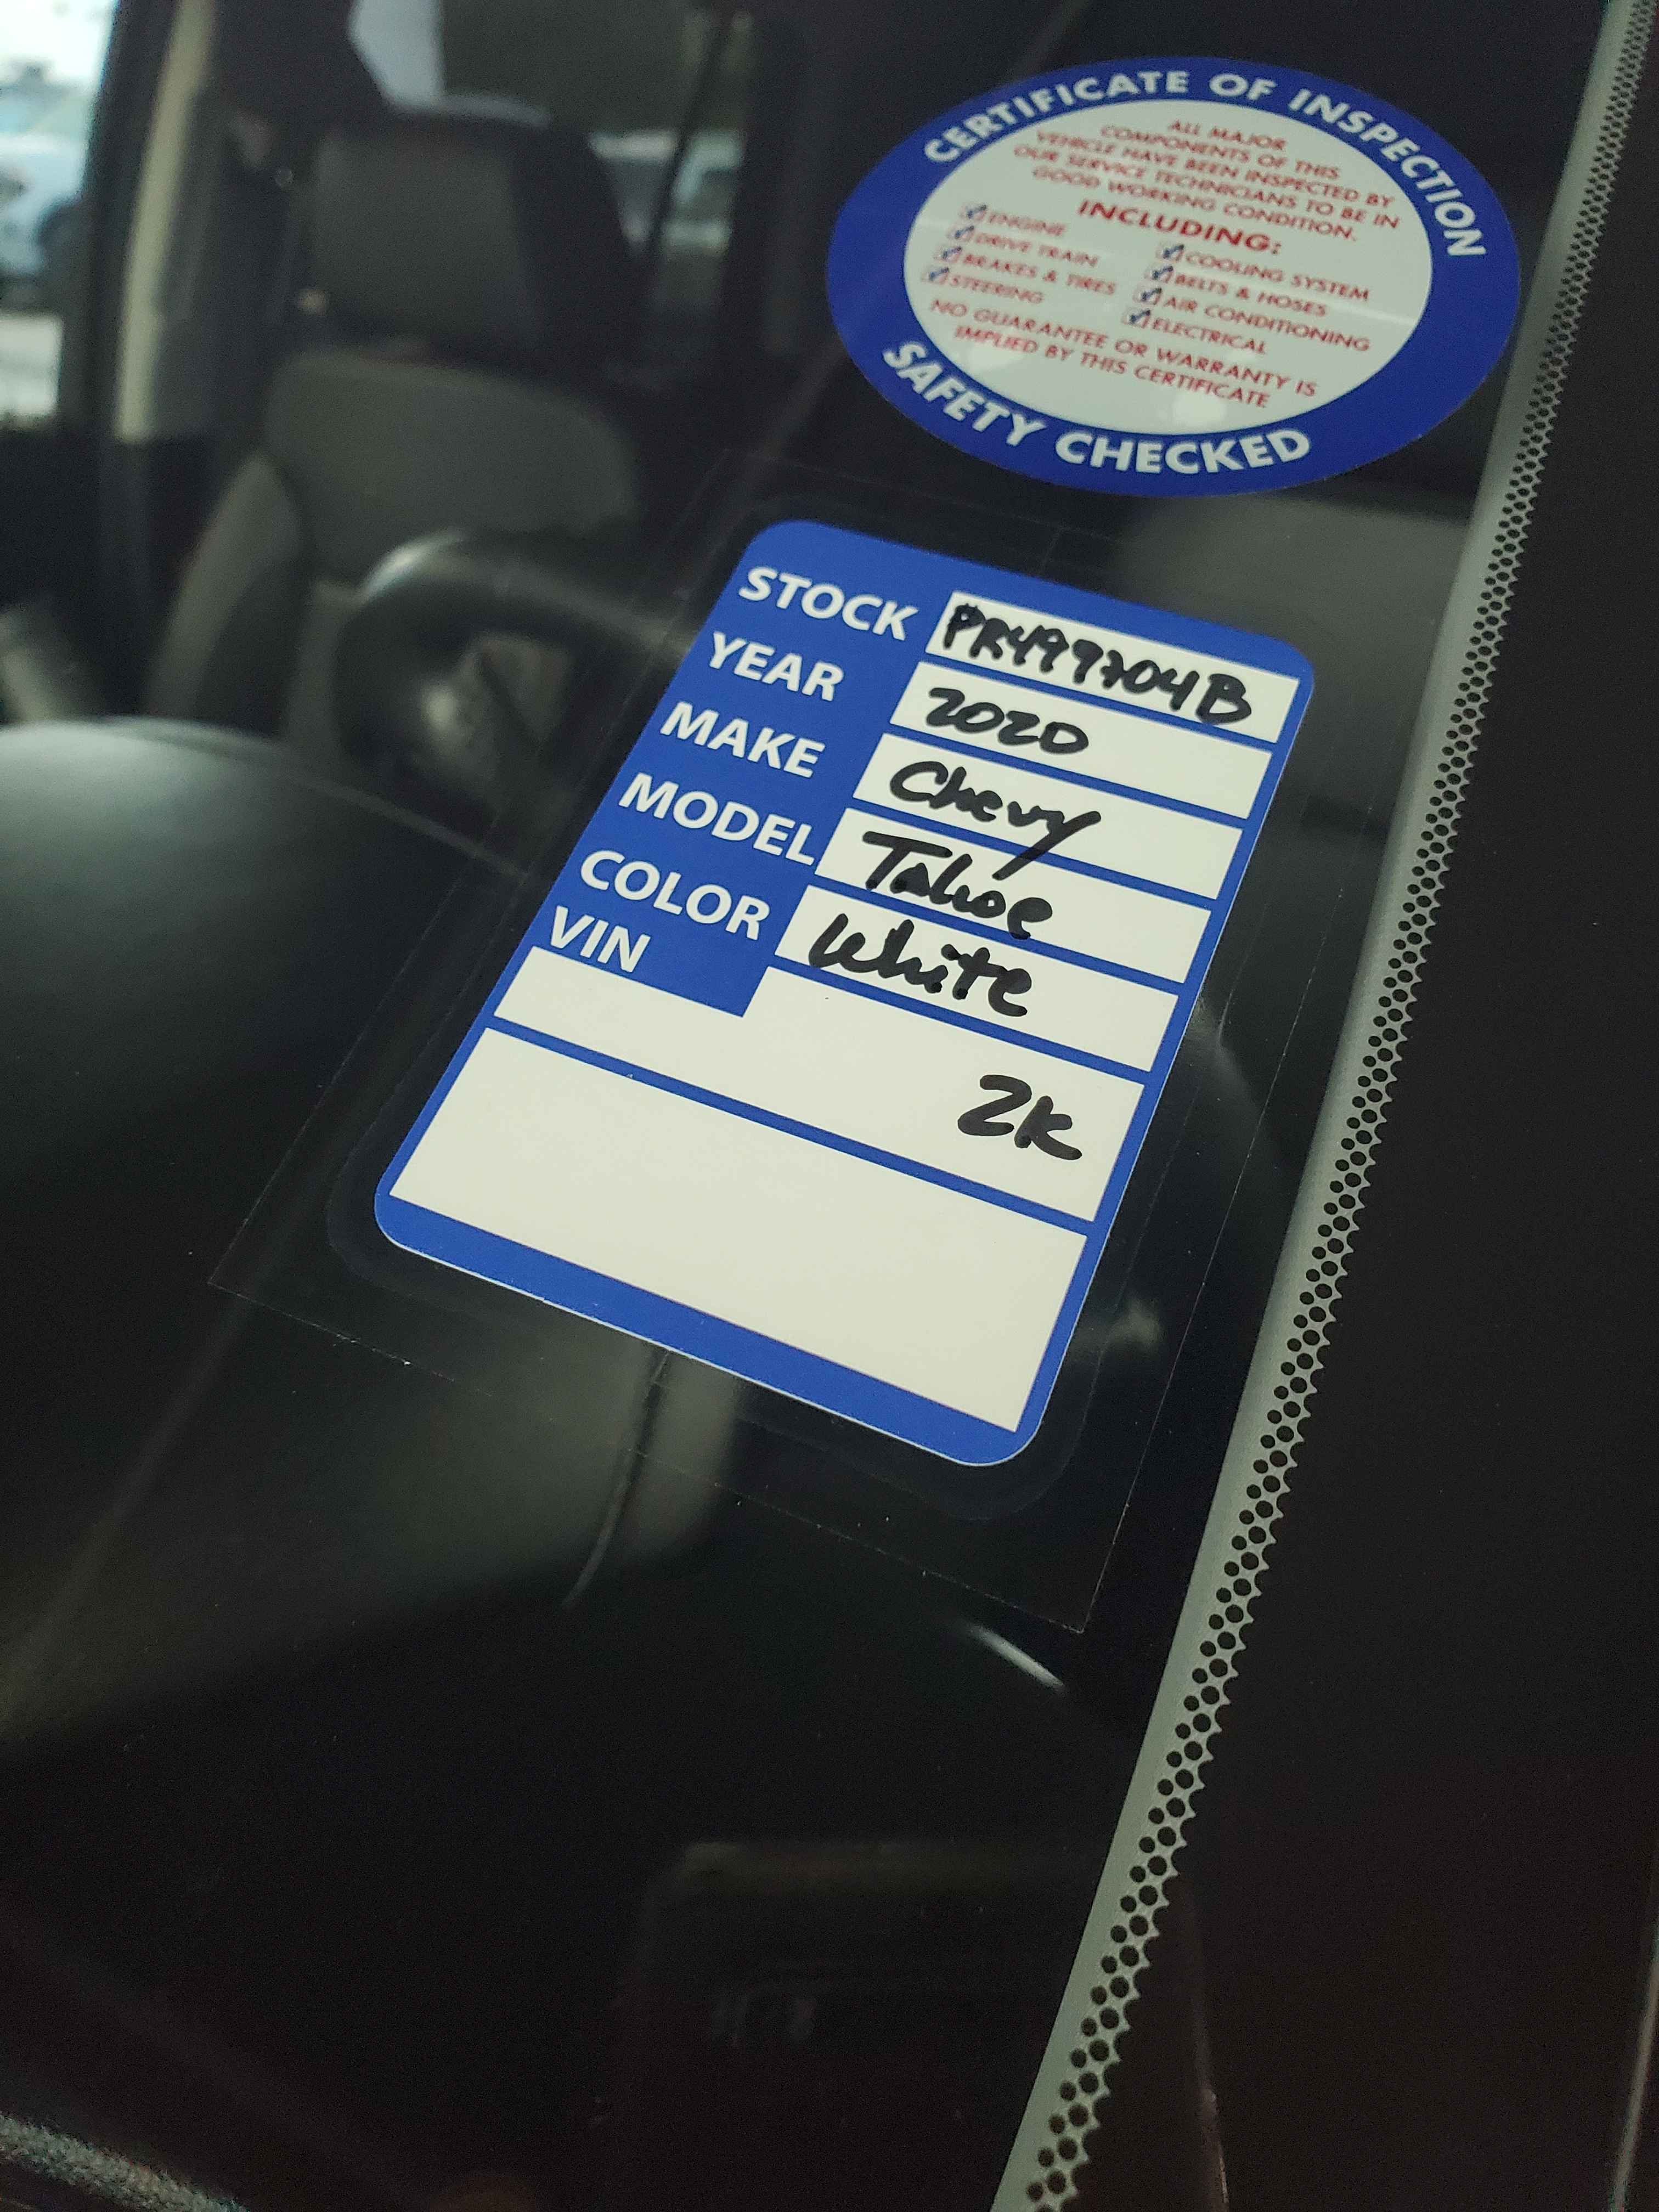 CERTIFICATE OF INSPECTION
ALL MAJOR
COMPONENTS OF THIS
VEHICLE HAVE BEEN INSPECTED BY
OUR SERVICE TECHNICIANS TO BE IN
GOOD WORKING CONDITION.
INCLUDING:
ENGINE
DRIVE TRAIN
BRAKES & TIRES
STEERING
COOLING SYSTEM
BELTS & HOSES
AIR CONDITIONING
ELECTRICAL
NO GUARANTEE OR WARRANTY IS
IMPLIED BY THIS CERTIFICATE
SAFETY CHECKED
STOCK PR499704B
YEAR 2020
MAKE Chevy
MODEL Tahoe
COLOR White
VIN
2K